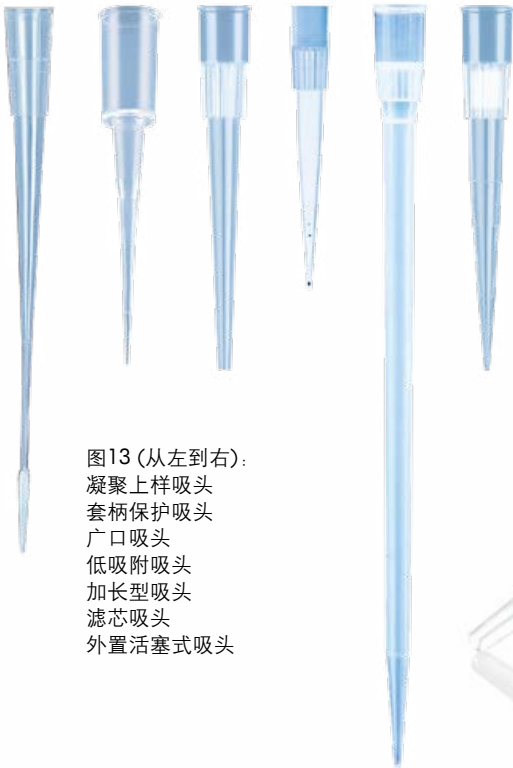 图13 (从左到右):
凝聚上样吸头
套柄保护吸头
广口吸头
低吸附吸头
加长型吸头
滤芯吸头
外置活塞式吸头